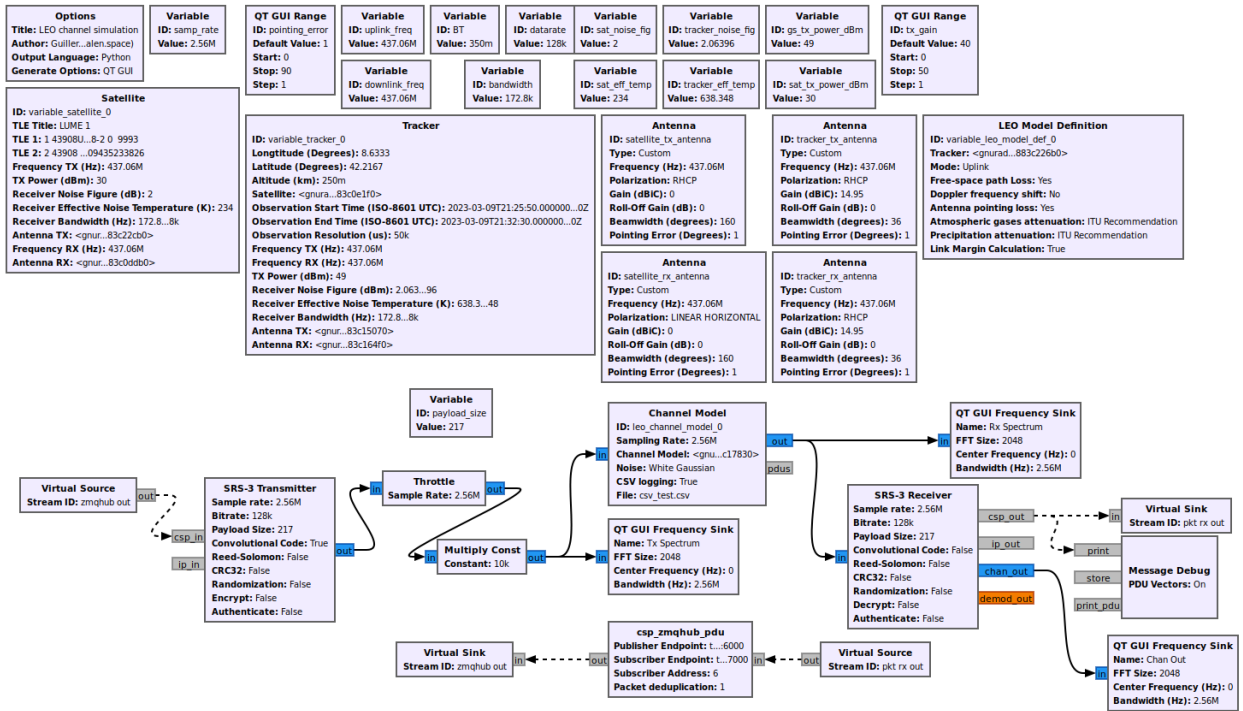 Options
Title: LEO channel simulation
Author: Guiller...alen.space)
Output Language: Python
Generate Options: QT GUI
Variable
ID: samp_rate
Value: 2.56M
QT GUI Range
ID: pointing_error
Default Value: 1
Start: 0
Stop: 90
Step: 1
Variable
ID: uplink_freq
Value: 437.06M
Variable
ID: BT
Value: 350m
Variable
ID: datarate
Value: 128k
Variable
ID: sat_noise_fig
Value: 2
Variable
ID: tracker_noise_fig
Value: 2.06396
Variable
ID: gs_tx_power_dBm
Value: 49
QT GUI Range
ID: tx_gain
Default Value: 40
Start: 0
Stop: 50
Step: 1
Variable
ID: downlink_freq
Value: 437.06M
Variable
ID: bandwidth
Value: 172.8k
Variable
ID: sat_eff_temp
Value: 234
Variable
ID: tracker_eff_temp
Value: 638.348
Variable
ID: sat_tx_power_dBm
Value: 30
Satellite
ID: variable_satellite_0
TLE Title: LUME 1
TLE 1: 1 43908U...8-2 0 9993
TLE 2: 2 43908 ...09435233826
Frequency TX (Hz): 437.06M
TX Power (dBm): 30
Receiver Noise Figure (dB): 2
Receiver Effective Noise Temperature (K): 234
Receiver Bandwidth (Hz): 172.8...8k
Antenna TX: <gnur...83c22cb0>
Frequency RX (Hz): 437.06M
Antenna RX: <gnur...83c0ddb0>
Tracker
ID: variable_tracker_0
Longtitude (Degrees): 8.6333
Latitude (Degrees): 42.2167
Altitude (km): 250m
Satellite: <gnura...83c0e1f0>
Observation Start Time (ISO-8601 UTC): 2023-03-09T21:25:50.000000...0Z
Observation End Time (ISO-8601 UTC): 2023-03-09T21:32:30.000000...0Z
Observation Resolution (us): 50k
Frequency TX (Hz): 437.06M
Frequency RX (Hz): 437.06M
TX Power (dBm): 49
Receiver Noise Figure (dBm): 2.063...96
Receiver Effective Noise Temperature (K): 638.3...48
Receiver Bandwidth (Hz): 172.8...8k
Antenna TX: <gnur...83c15070>
Antenna RX: <gnur...83c164f0>
Antenna
ID: satellite_tx_antenna
Type: Custom
Frequency (Hz): 437.06M
Polarization: RHCP
Gain (dBiC): 0
Roll-Off Gain (dB): 0
Beamwidth (degrees): 160
Pointing Error (Degrees): 1
Antenna
ID: tracker_tx_antenna
Type: Custom
Frequency (Hz): 437.06M
Polarization: RHCP
Gain (dBiC): 14.95
Roll-Off Gain (dB): 0
Beamwidth (degrees): 36
Pointing Error (Degrees): 1
LEO Model Definition
ID: variable_leo_model_def_0
Tracker: <gnurad...883c226b0>
Mode: Uplink
Free-space path Loss: Yes
Doppler frequency shift: No
Antenna pointing loss: Yes
Atmospheric gases attenuation: ITU Recommendation
Precipitation attenuation: ITU Recommendation
Link Margin Calculation: True
Antenna
ID: satellite_rx_antenna
Type: Custom
Frequency (Hz): 437.06M
Polarization: LINEAR HORIZONTAL
Gain (dBiC): 0
Roll-Off Gain (dB): 0
Beamwidth (degrees): 160
Pointing Error (Degrees): 1
Antenna
ID: tracker_rx_antenna
Type: Custom
Frequency (Hz): 437.06M
Polarization: RHCP
Gain (dBiC): 14.95
Roll-Off Gain (dB): 0
Beamwidth (degrees): 36
Pointing Error (Degrees): 1
Variable
ID: payload_size
Value: 217
Virtual Source
Stream ID: zmqhub out
out
SRS-3 Transmitter
Sample rate: 2.56M
Bitrate: 128k
Payload Size: 217
Convolutional Code: True
Reed-Solomon: False
CRC32: False
Randomization: False
Encrypt: False
Authenticate: False
csp_in
ip_in
out
in
Throttle
Sample Rate: 2.56M
out
in
Multiply Const
Constant: 10k
out
in
Channel Model
ID: leo_channel_model_0
Sampling Rate: 2.56M
Channel Model: <gnu...c17830>
Noise: White Gaussian
CSV logging: True
File: csv_test.csv
out
pdus
in
QT GUI Frequency Sink
Name: Tx Spectrum
FFT Size: 2048
Center Frequency (Hz): 0
Bandwidth (Hz): 2.56M
in
QT GUI Frequency Sink
Name: Rx Spectrum
FFT Size: 2048
Center Frequency (Hz): 0
Bandwidth (Hz): 2.56M
in
SRS-3 Receiver
Sample rate: 2.56M
Bitrate: 128k
Payload Size: 217
Convolutional Code: False
Reed-Solomon: False
CRC32: False
Randomization: False
Decrypt: False
Authenticate: False
csp_out
ip_out
chan_out
demod_out
in
Virtual Sink
Stream ID: pkt rx out
print
store
print_pdu
Message Debug
PDU Vectors: On
in
QT GUI Frequency Sink
Name: Chan Out
FFT Size: 2048
Center Frequency (Hz): 0
Bandwidth (Hz): 2.56M
Virtual Sink
Stream ID: zmqhub out
in
out
csp_zmqhub_pdu
Publisher Endpoint: t...:6000
Subscriber Endpoint: t...7000
Subscriber Address: 6
Packet deduplication: 1
in
out
Virtual Source
Stream ID: pkt rx out